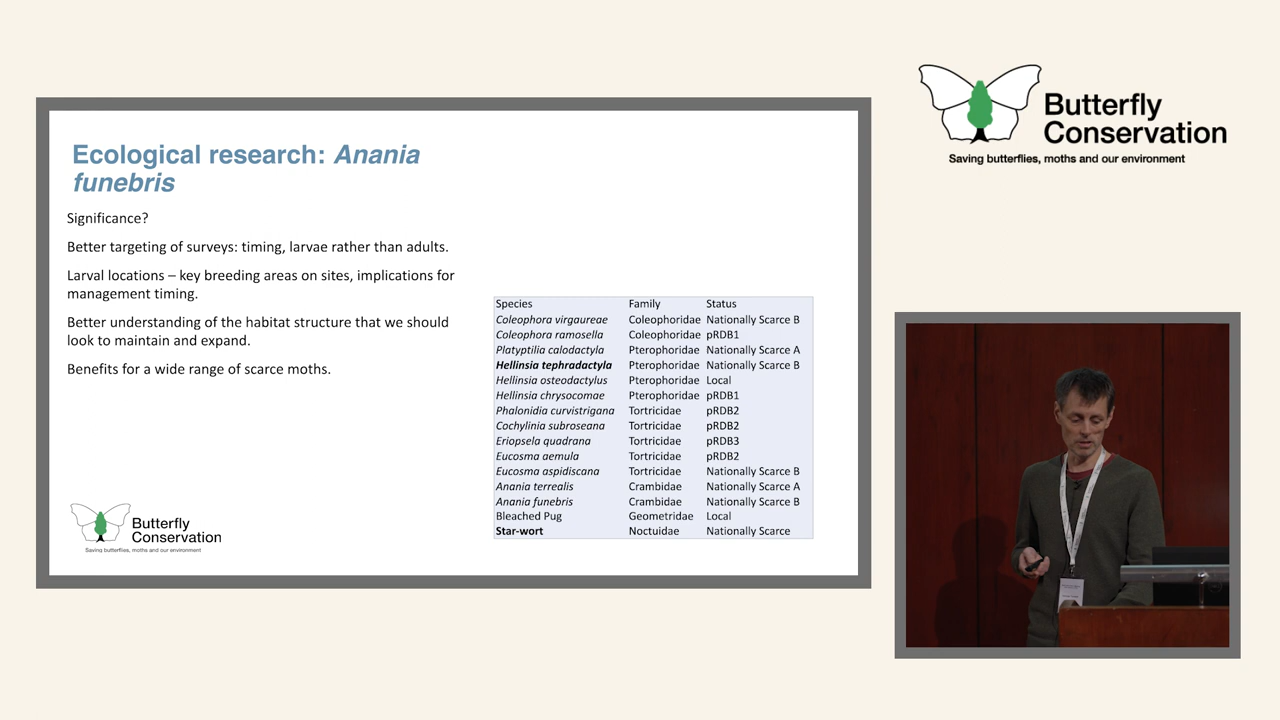 Ecological research: Anania
funebris
Significance?
Better targeting of surveys: timing, larvae rather than adults.
Larval locations – key breeding areas on sites, implications for
management timing.
Better understanding of the habitat structure that we should
look to maintain and expand.
Benefits for a wide range of scarce moths.
Species Family Status
Coleophora virgaureae Coleophoridae Nationally Scarce B
Coleophora ramosella Coleophoridae pRDB1
Platyptilia calodactyla Pterophoridae Nationally Scarce A
Hellinsia tephradactyla Pterophoridae Nationally Scarce B
Hellinsia osteodactylus Pterophoridae Local
Hellinsia chrysocomae Pterophoridae pRDB1
Phalonidia curvistrigana Tortricidae pRDB2
Cochylinia subroseana Tortricidae pRDB2
Eriopsela quadrana Tortricidae pRDB3
Eucosma aemula Tortricidae pRDB2
Eucosma aspidiscana Tortricidae Nationally Scarce B
Anania terrealis Crambidae Nationally Scarce A
Anania funebris Crambidae Nationally Scarce B
Bleached Pug Geometridae Local
Star-wort Noctuidae Nationally Scarce
Butterfly
Conservation
Saving butterflies, moths and our environment
Butterfly
Conservation
Saving butterflies, moths and our environment